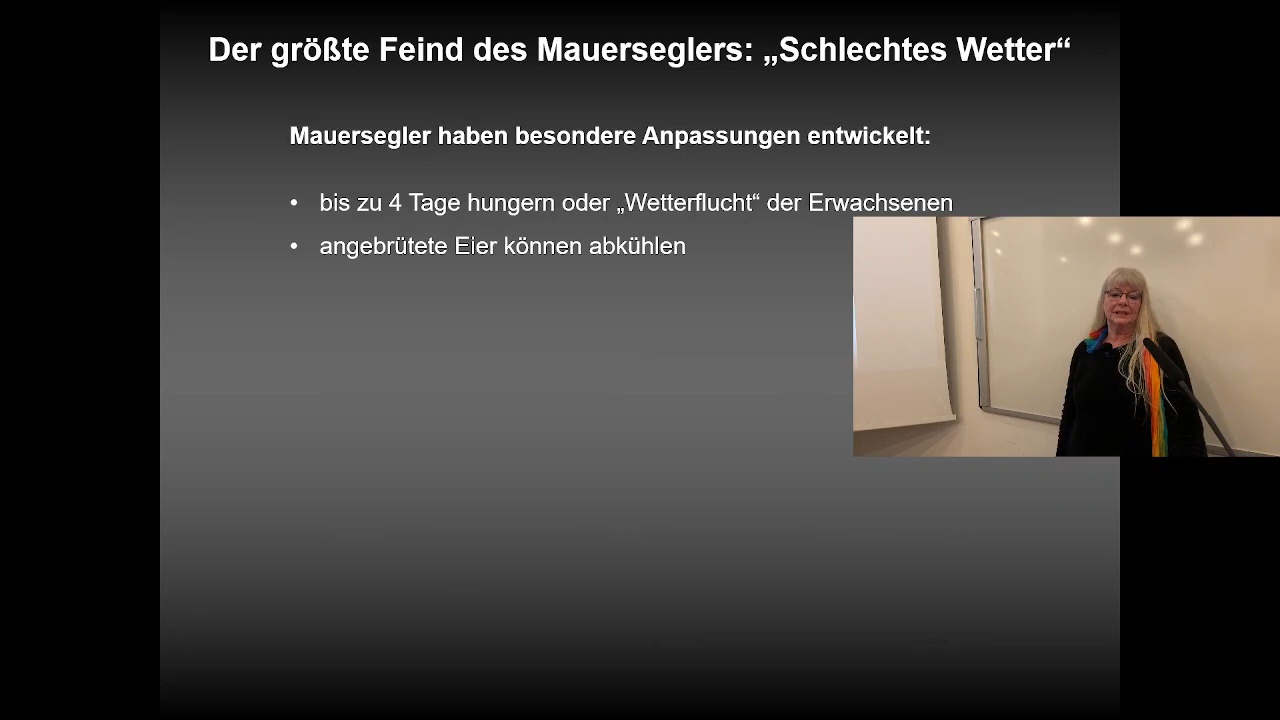 Der größte Feind des Mauerseglers: „Schlechtes Wetter“
Mauersegler haben besondere Anpassungen entwickelt:
• bis zu 4 Tage hungern oder „Wetterflucht“ der Erwachsenen
• angebrütete Eier können abkühlen